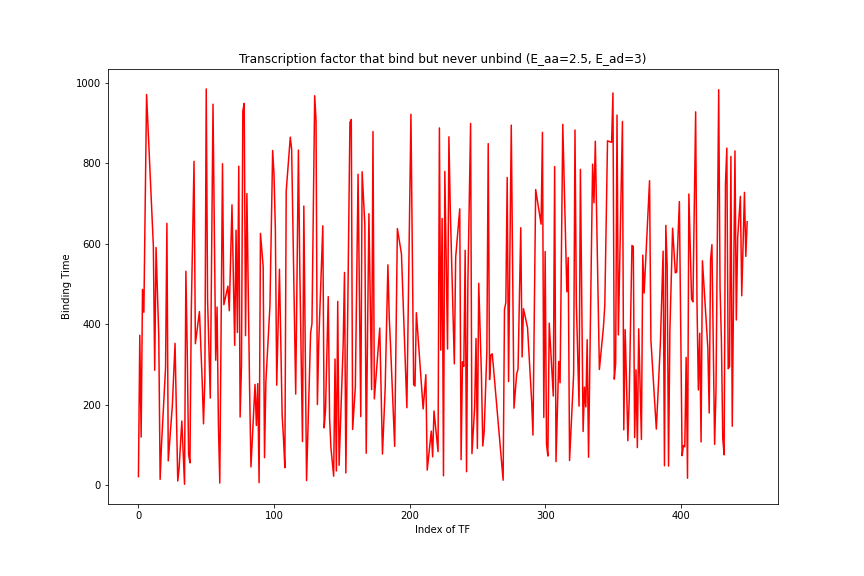 Transcription factor that bind but never unbind (E_aa=2.5, E_ad=3)
1000
800
600
400
200
0
Binding Time
0 100 200 300 400
Index of TF